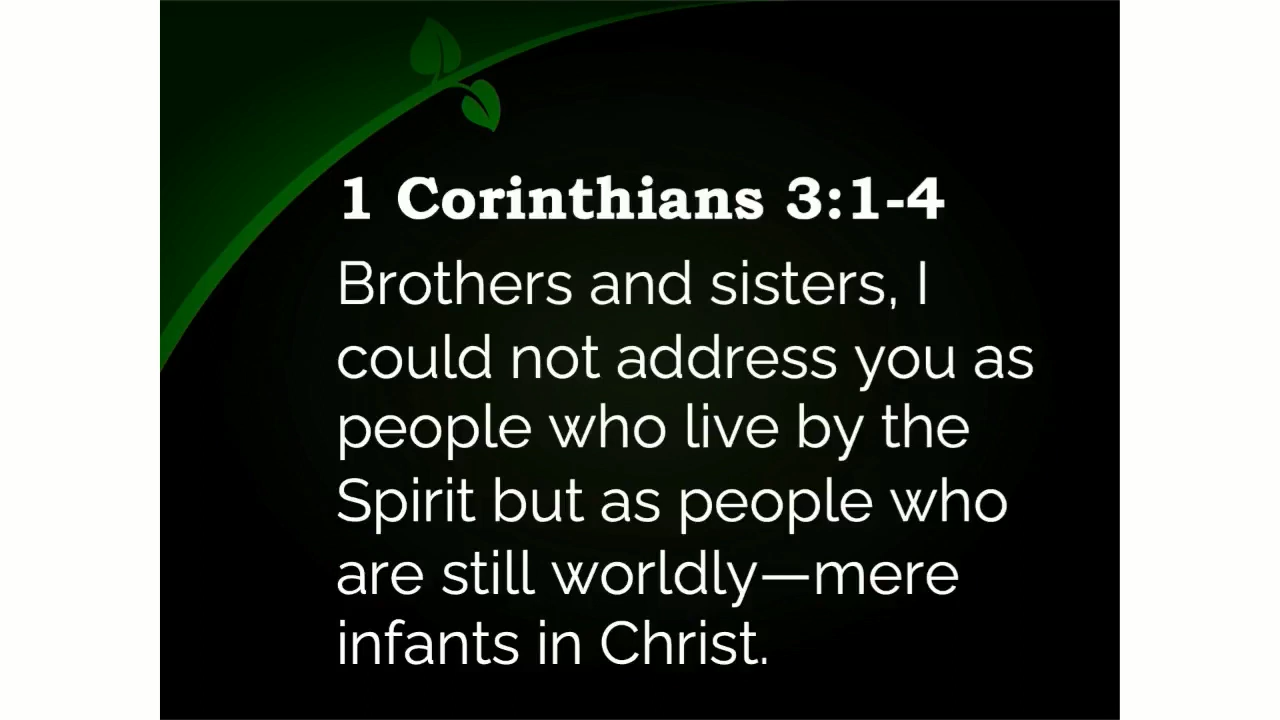 1 Corinthians 3:1-4
Brothers and sisters, I
could not address you as
people who live by the
Spirit but as people who
are still worldly—mere
infants in Christ.